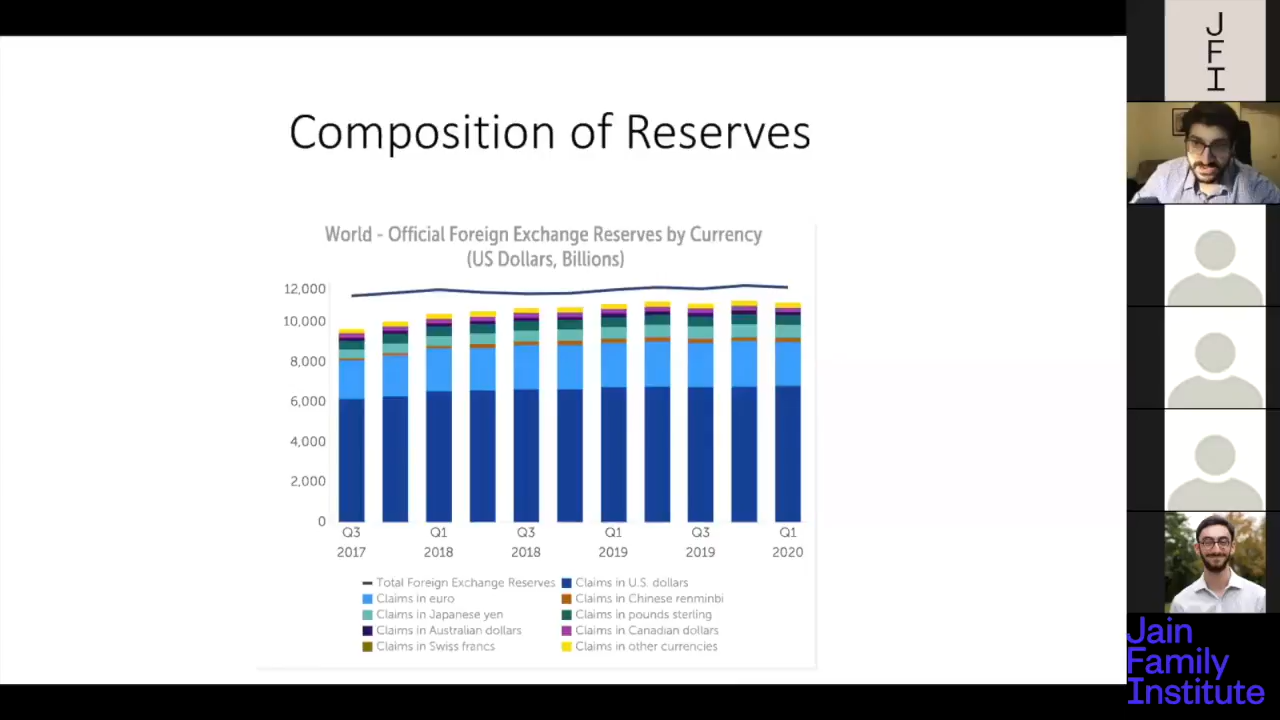 Composition of Reserves
World - Official Foreign Exchange Reserves by Currency
(US Dollars, Billions)
12,000
10,000
8,000
6,000
4,000
2,000
0
Q3 Q1 Q3 Q1 Q3 Q1
2017 2018 2018 2019 2019 2020
Total Foreign Exchange Reserves Claims in U.S. dollars
Claims in euro Claims in Chinese renminbi
Claims in Japanese yen Claims in pounds sterling
Claims in Australian dollars Claims in Canadian dollars
Claims in Swiss francs Claims in other currencies
J
F
I
Jain
Family
Institute